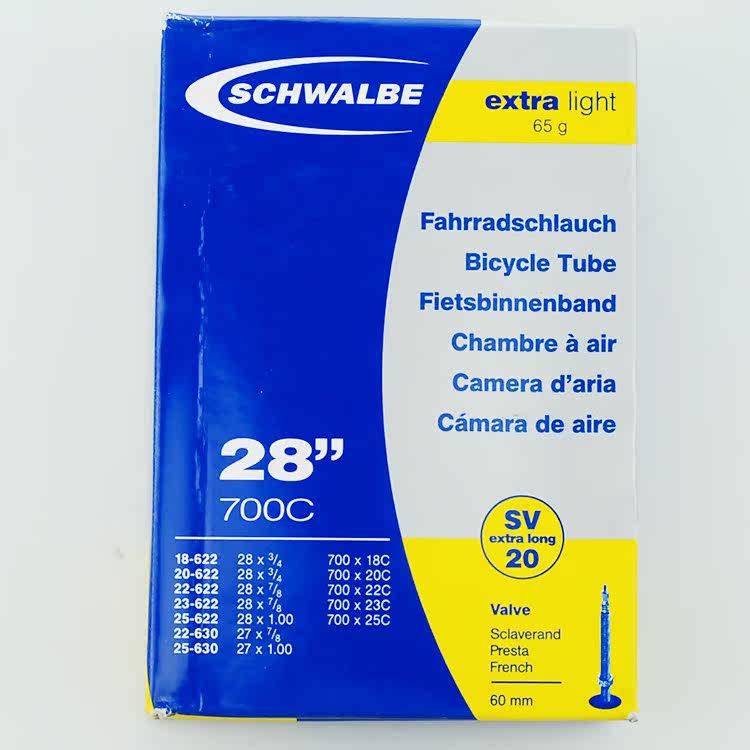 SCHWALBE
extra light
65 g
Fahrradschlauch
Bicycle Tube
Fietsbinnenband
Chambre à air
Camera d'aria
Cámara de aire
28”
700C
18-622 28 x 3/4 700 x 18C
20-622 28 x 3/4 700 x 20C
22-622 28 x 7/8 700 x 22C
23-622 28 x 7/8 700 x 23C
25-622 28 x 1.00 700 x 25C
22-630 27 x 7/8
25-630 27 x 1.00
SV
extra long
20
Valve
Sclaverand
Presta
French
60 mm